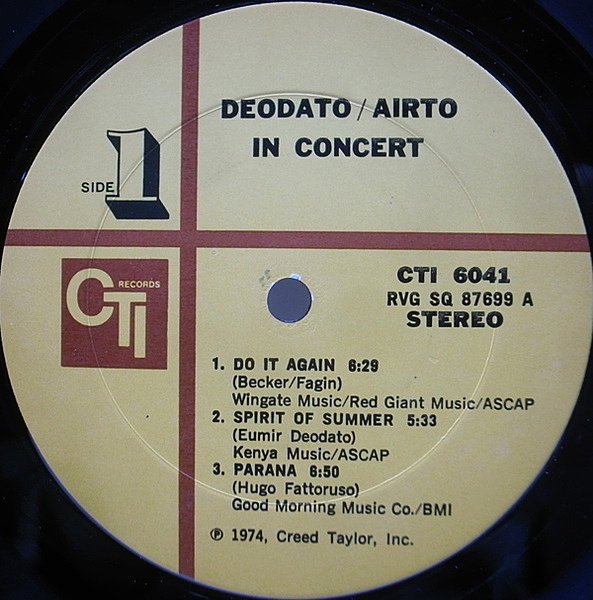 DEODATO / AIRTO
IN CONCERT
SIDE 1
CTI RECORDS
CTI 6041
RVG SQ 87699 A
STEREO
1. DO IT AGAIN 6:29
(Becker/Fagin)
Wingate Music/Red Giant Music/ASCAP
2. SPIRIT OF SUMMER 5:33
(Eumir Deodato)
Kenya Music/ASCAP
3. PARANA 6:50
(Hugo Fattoruso)
Good Morning Music Co./BMI
℗ 1974, Creed Taylor, Inc.